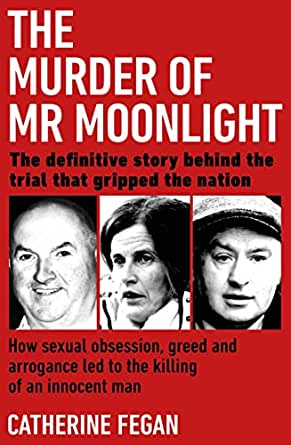 THE
MURDER OF
MR MOONLIGHT
The definitive story behind the
trial that gripped the nation
How sexual obsession, greed and
arrogance led to the killing
of an innocent man
CATHERINE FEGAN